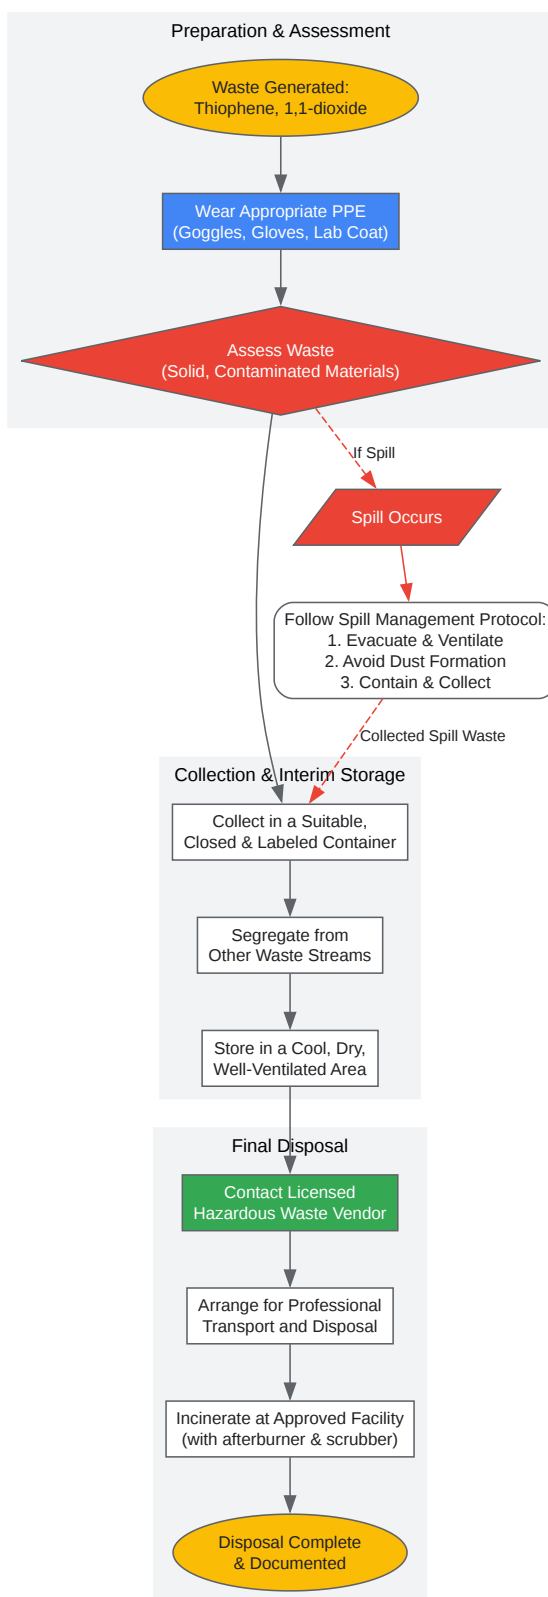 Preparation & Assessment
Waste Generated:
Thiophene, 1,1-dioxide
Wear Appropriate PPE
(Goggles, Gloves, Lab Coat)
Assess Waste
(Solid, Contaminated Materials)
If Spill
Spill Occurs
Follow Spill Management Protocol:
1. Evacuate & Ventilate
2. Avoid Dust Formation
3. Contain & Collect
Collected Spill Waste
Collection & Interim Storage
Collect in a Suitable,
Closed & Labeled Container
Segregate from
Other Waste Streams
Store in a Cool, Dry,
Well-Ventilated Area
Final Disposal
Contact Licensed
Hazardous Waste Vendor
Arrange for Professional
Transport and Disposal
Incinerate at Approved Facility
(with afterburner & scrubber)
Disposal Complete
& Documented